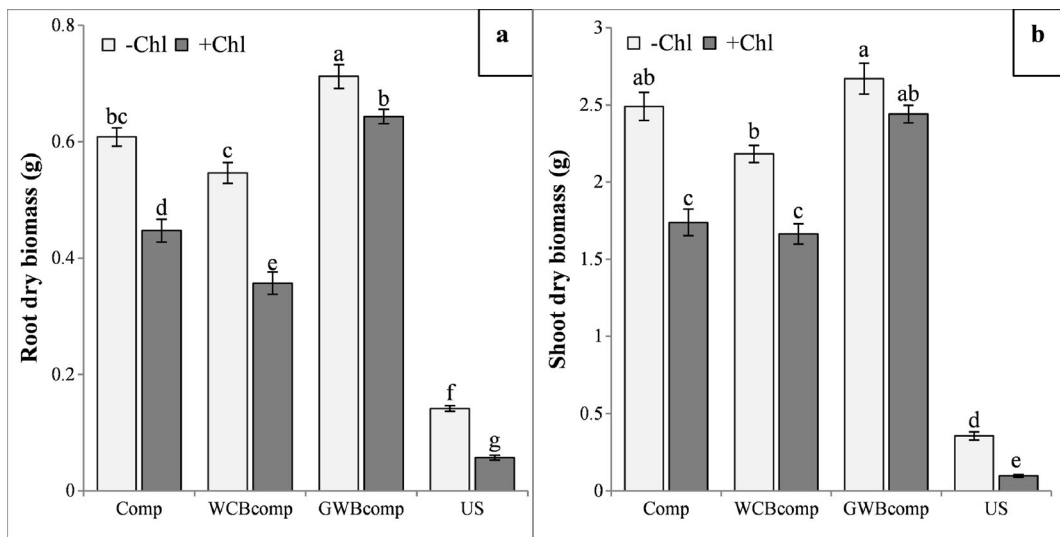 a
-Chl +Chl
Root dry biomass (g)
0.8
0.6
0.4
0.2
0
bc
d
c
e
a
b
f
g
Comp WCBcomp GWBcomp US
b
-Chl +Chl
Shoot dry biomass (g)
3
2.5
2
1.5
1
0.5
0
ab
c
b
c
a
ab
d
e
Comp WCBcomp GWBcomp US